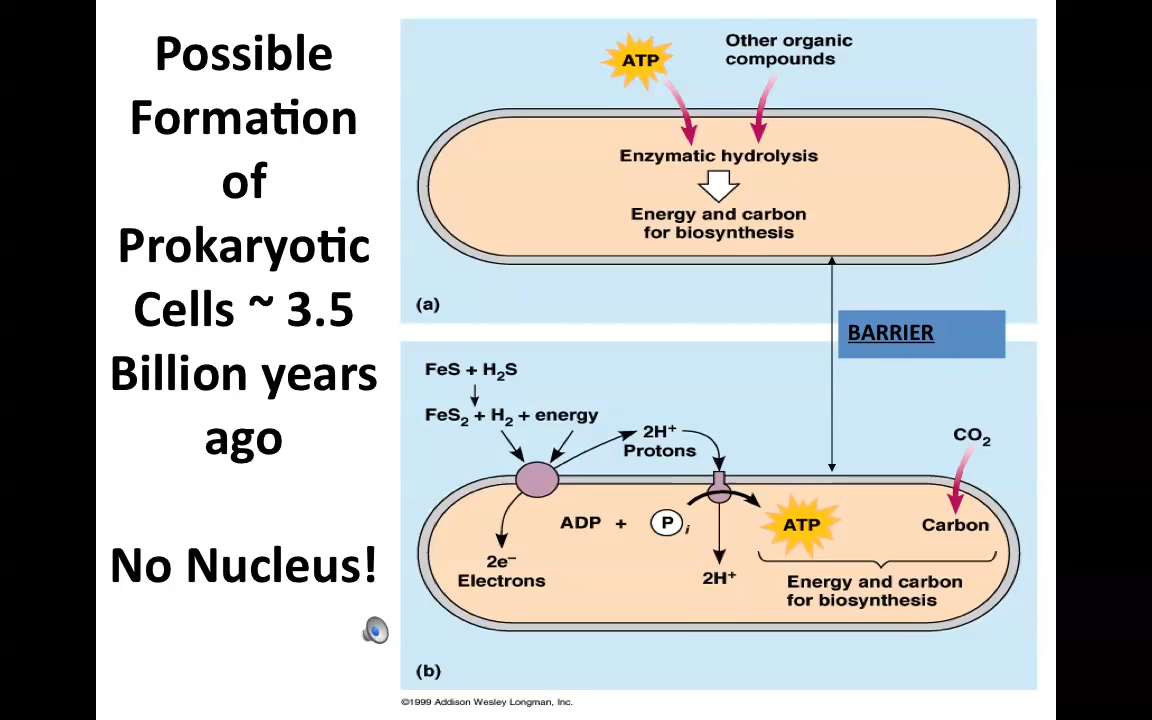 Possible
Formation
of
Prokaryotic
Cells ~ 3.5
Billion years
ago
No Nucleus!
ATP
Other organic
compounds
Enzymatic hydrolysis
Energy and carbon
for biosynthesis
(a)
BARRIER
FeS + H₂S
FeS₂ + H₂ + energy
2H⁺
Protons
CO₂
ADP + Pᵢ
ATP
Carbon
2e⁻
Electrons
2H⁺
Energy and carbon
for biosynthesis
(b)
©1999 Addison Wesley Longman, Inc.